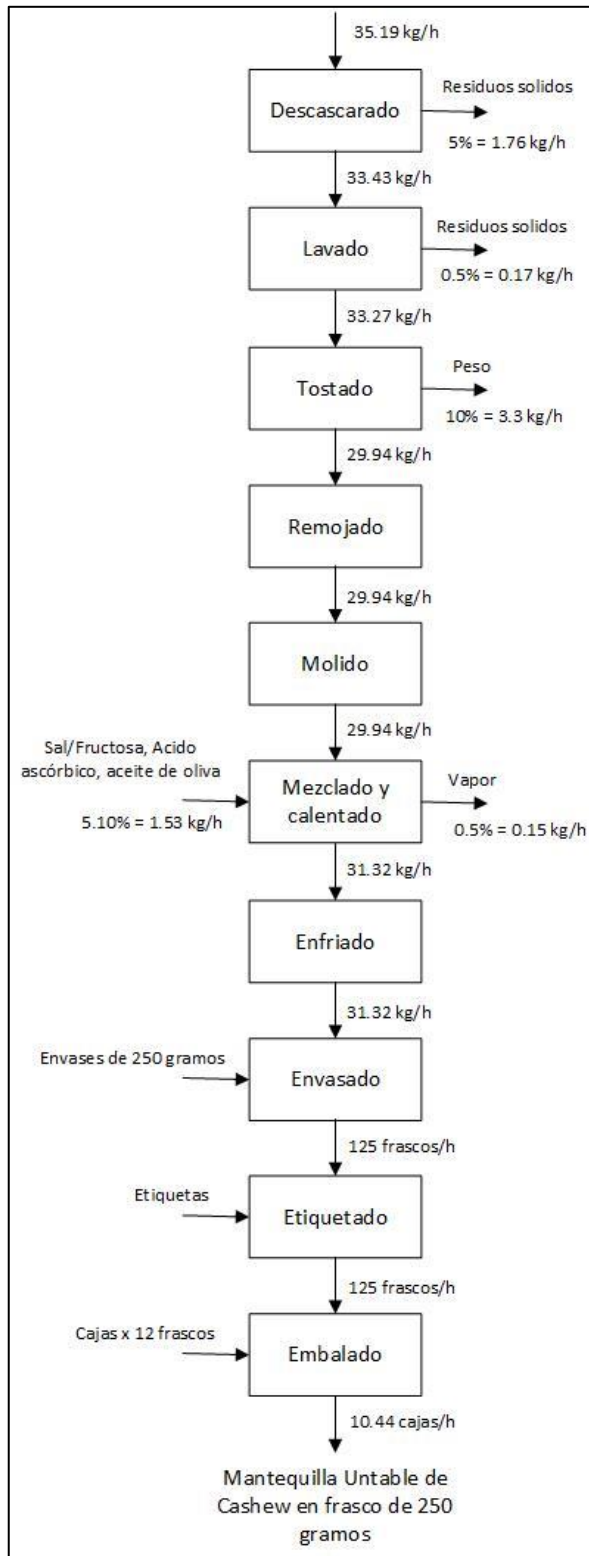 35.19 kg/h
Descascarado
Residuos solidos
5% = 1.76 kg/h
33.43 kg/h
Lavado
Residuos solidos
0.5% = 0.17 kg/h
33.27 kg/h
Tostado
Peso
10% = 3.3 kg/h
29.94 kg/h
Remojado
29.94 kg/h
Molido
29.94 kg/h
Sal/Fructosa, Acido
ascórbico, aceite de oliva
5.10% = 1.53 kg/h
Mezclado y
calentado
Vapor
0.5% = 0.15 kg/h
31.32 kg/h
Enfriado
31.32 kg/h
Envases de 250 gramos
Envasado
125 frascos/h
Etiquetas
Etiquetado
125 frascos/h
Cajas x 12 frascos
Embalado
10.44 cajas/h
Mantequilla Untable de
Cashew en frasco de 250
gramos